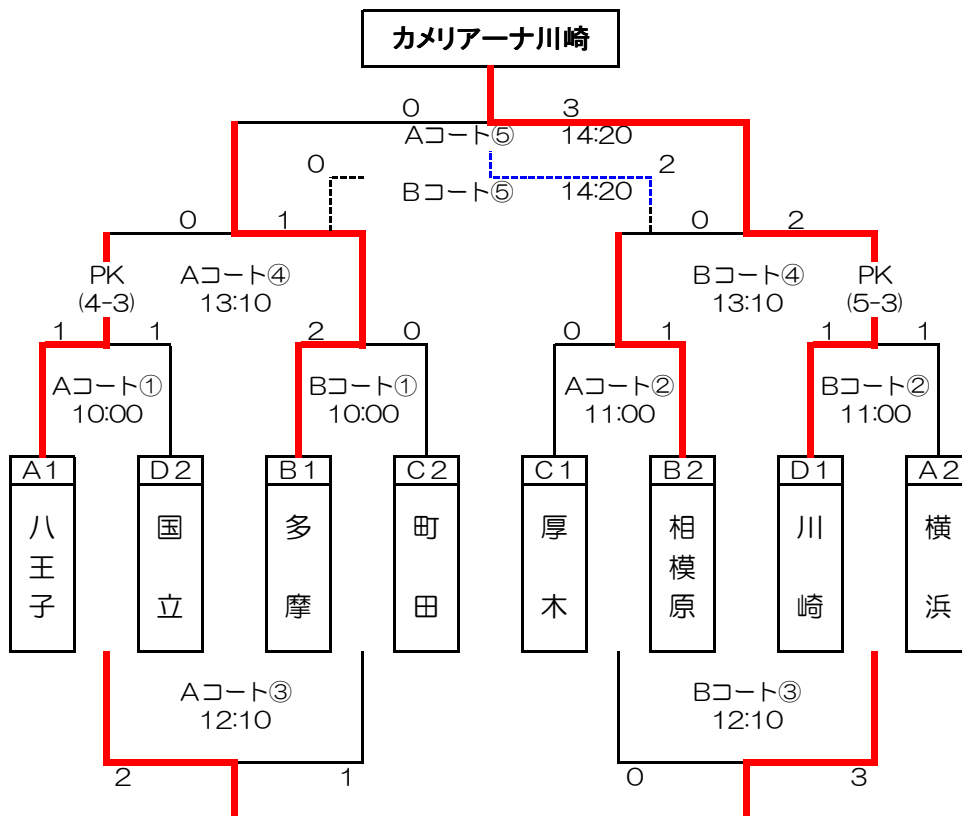 カメリアーナ川崎
0 3
Aコート⑤ 14:20
0 2
Bコート⑤ 14:20
0 1 0 2
PK Aコート④ Bコート④ PK
(4-3) 13:10 13:10 (5-3)
1 1 2 0 0 1 1 1
Aコート① Bコート① Aコート② Bコート②
10:00 10:00 11:00 11:00
A1 D2 B1 C2 C1 B2 D1 A2
八王子 国立 多摩 町田 厚木 相模原 川崎 横浜
Aコート③ Bコート③
12:10 12:10
2 1 0 3